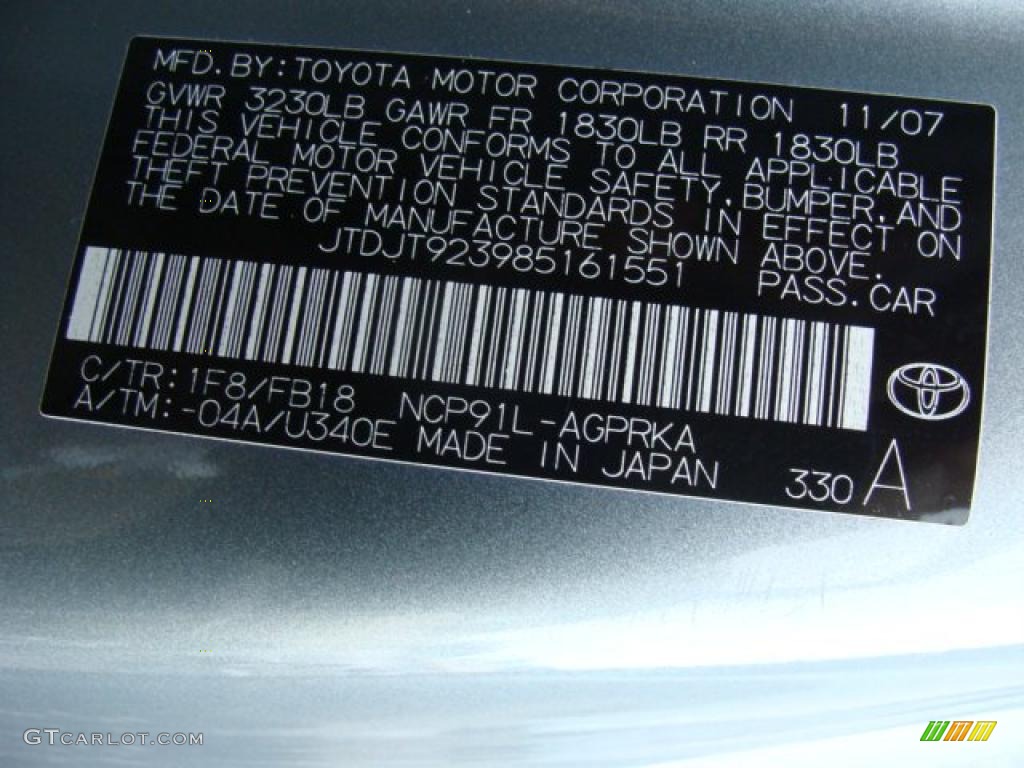 MFD. BY: TOYOTA MOTOR CORPORATION 11/07
GVWR 3230LB GAWR FR 1830LB RR 1830LB
THIS VEHICLE CONFORMS TO ALL APPLICABLE
FEDERAL MOTOR VEHICLE SAFETY, BUMPER, AND
THEFT PREVENTION STANDARDS IN EFFECT ON
THE DATE OF MANUFACTURE SHOWN ABOVE.
JTDJT923985161551 PASS. CAR
C/TR: 1F8/FB18 NCP91L-AGPRKA
A/TM: -04A/U340E MADE IN JAPAN 330 A
GTCARLOT.COM